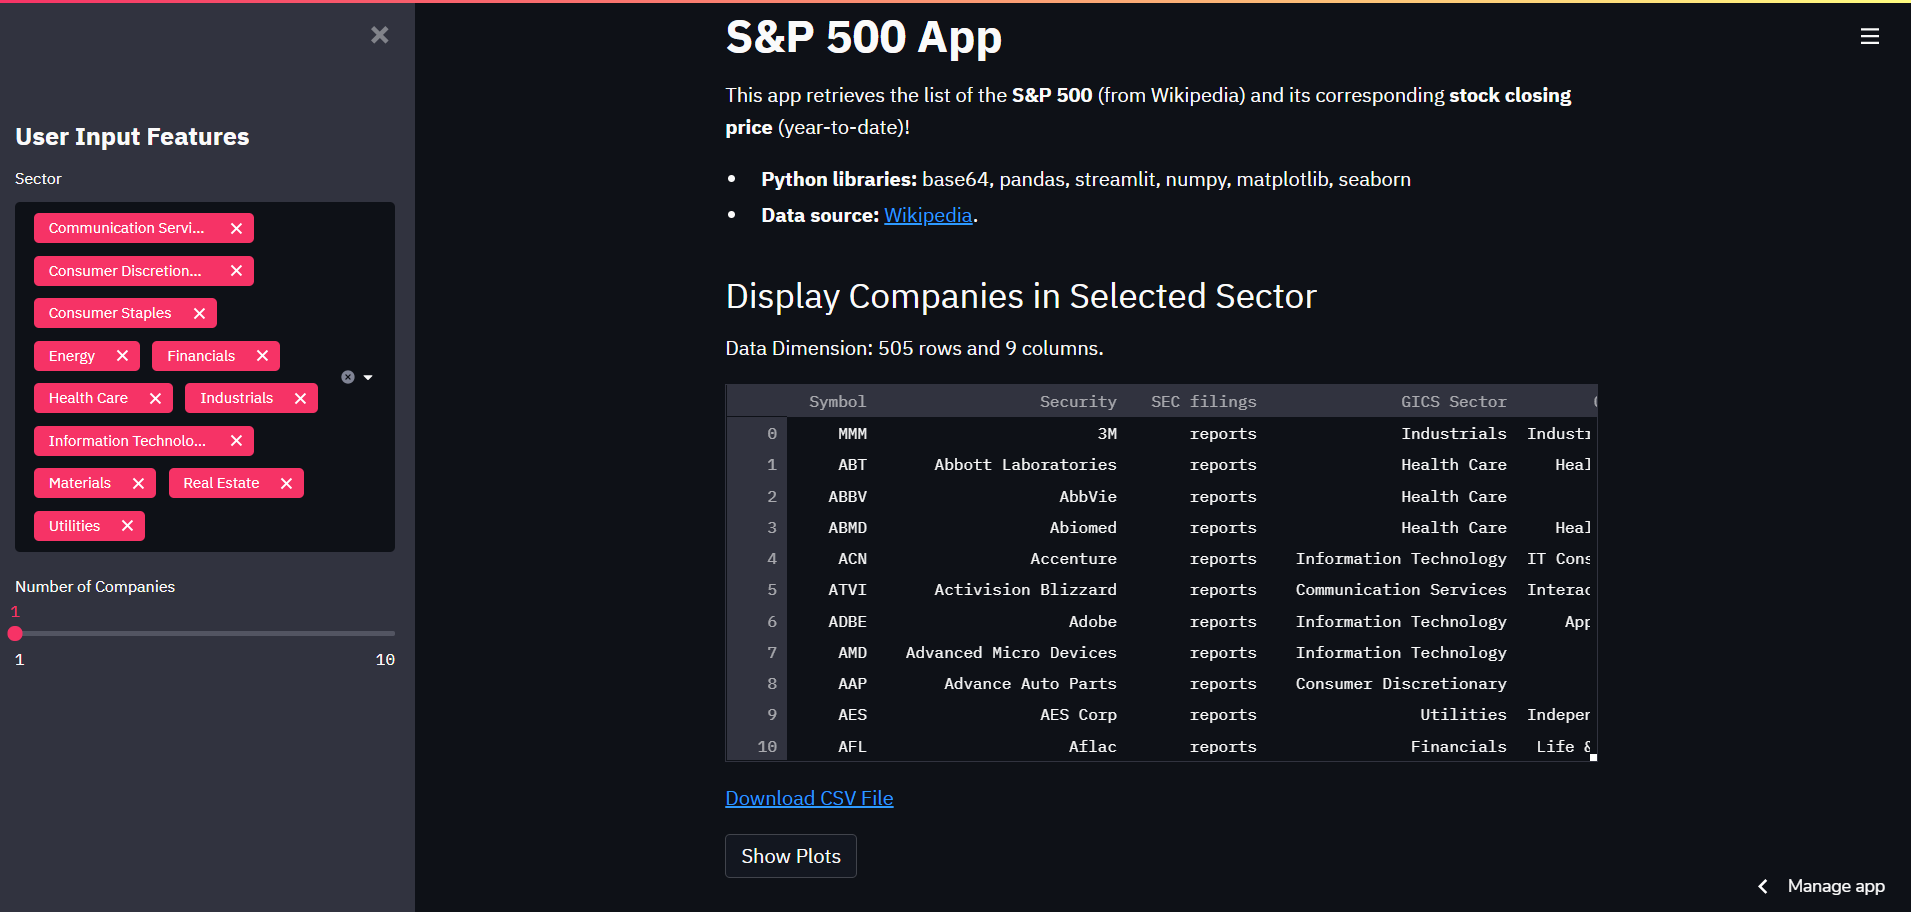 User Input Features
Sector
Communication Servi...
Consumer Discretion...
Consumer Staples
Energy Financials
Health Care Industrials
Information Technolo...
Materials Real Estate
Utilities
Number of Companies
1
1 10
S&P 500 App
This app retrieves the list of the S&P 500 (from Wikipedia) and its corresponding stock closing
price (year-to-date)!
• Python libraries: base64, pandas, streamlit, numpy, matplotlib, seaborn
• Data source: Wikipedia.
Display Companies in Selected Sector
Data Dimension: 505 rows and 9 columns.
Symbol Security SEC filings GICS Sector
0 MMM 3M reports Industrials Industr
1 ABT Abbott Laboratories reports Health Care Heal
2 ABBV AbbVie reports Health Care
3 ABMD Abiomed reports Health Care Heal
4 ACN Accenture reports Information Technology IT Cons
5 ATVI Activision Blizzard reports Communication Services Interac
6 ADBE Adobe reports Information Technology App
7 AMD Advanced Micro Devices reports Information Technology
8 AAP Advance Auto Parts reports Consumer Discretionary
9 AES AES Corp reports Utilities Indeper
10 AFL Aflac reports Financials Life &
Download CSV File
Show Plots
Manage app